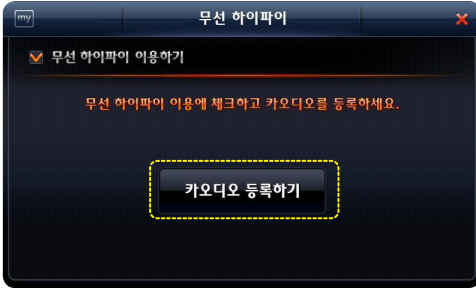 my
무선 하이파이
무선 하이파이 이용하기
무선 하이파이 이용에 체크하고 카오디오를 등록하세요.
카오디오 등록하기